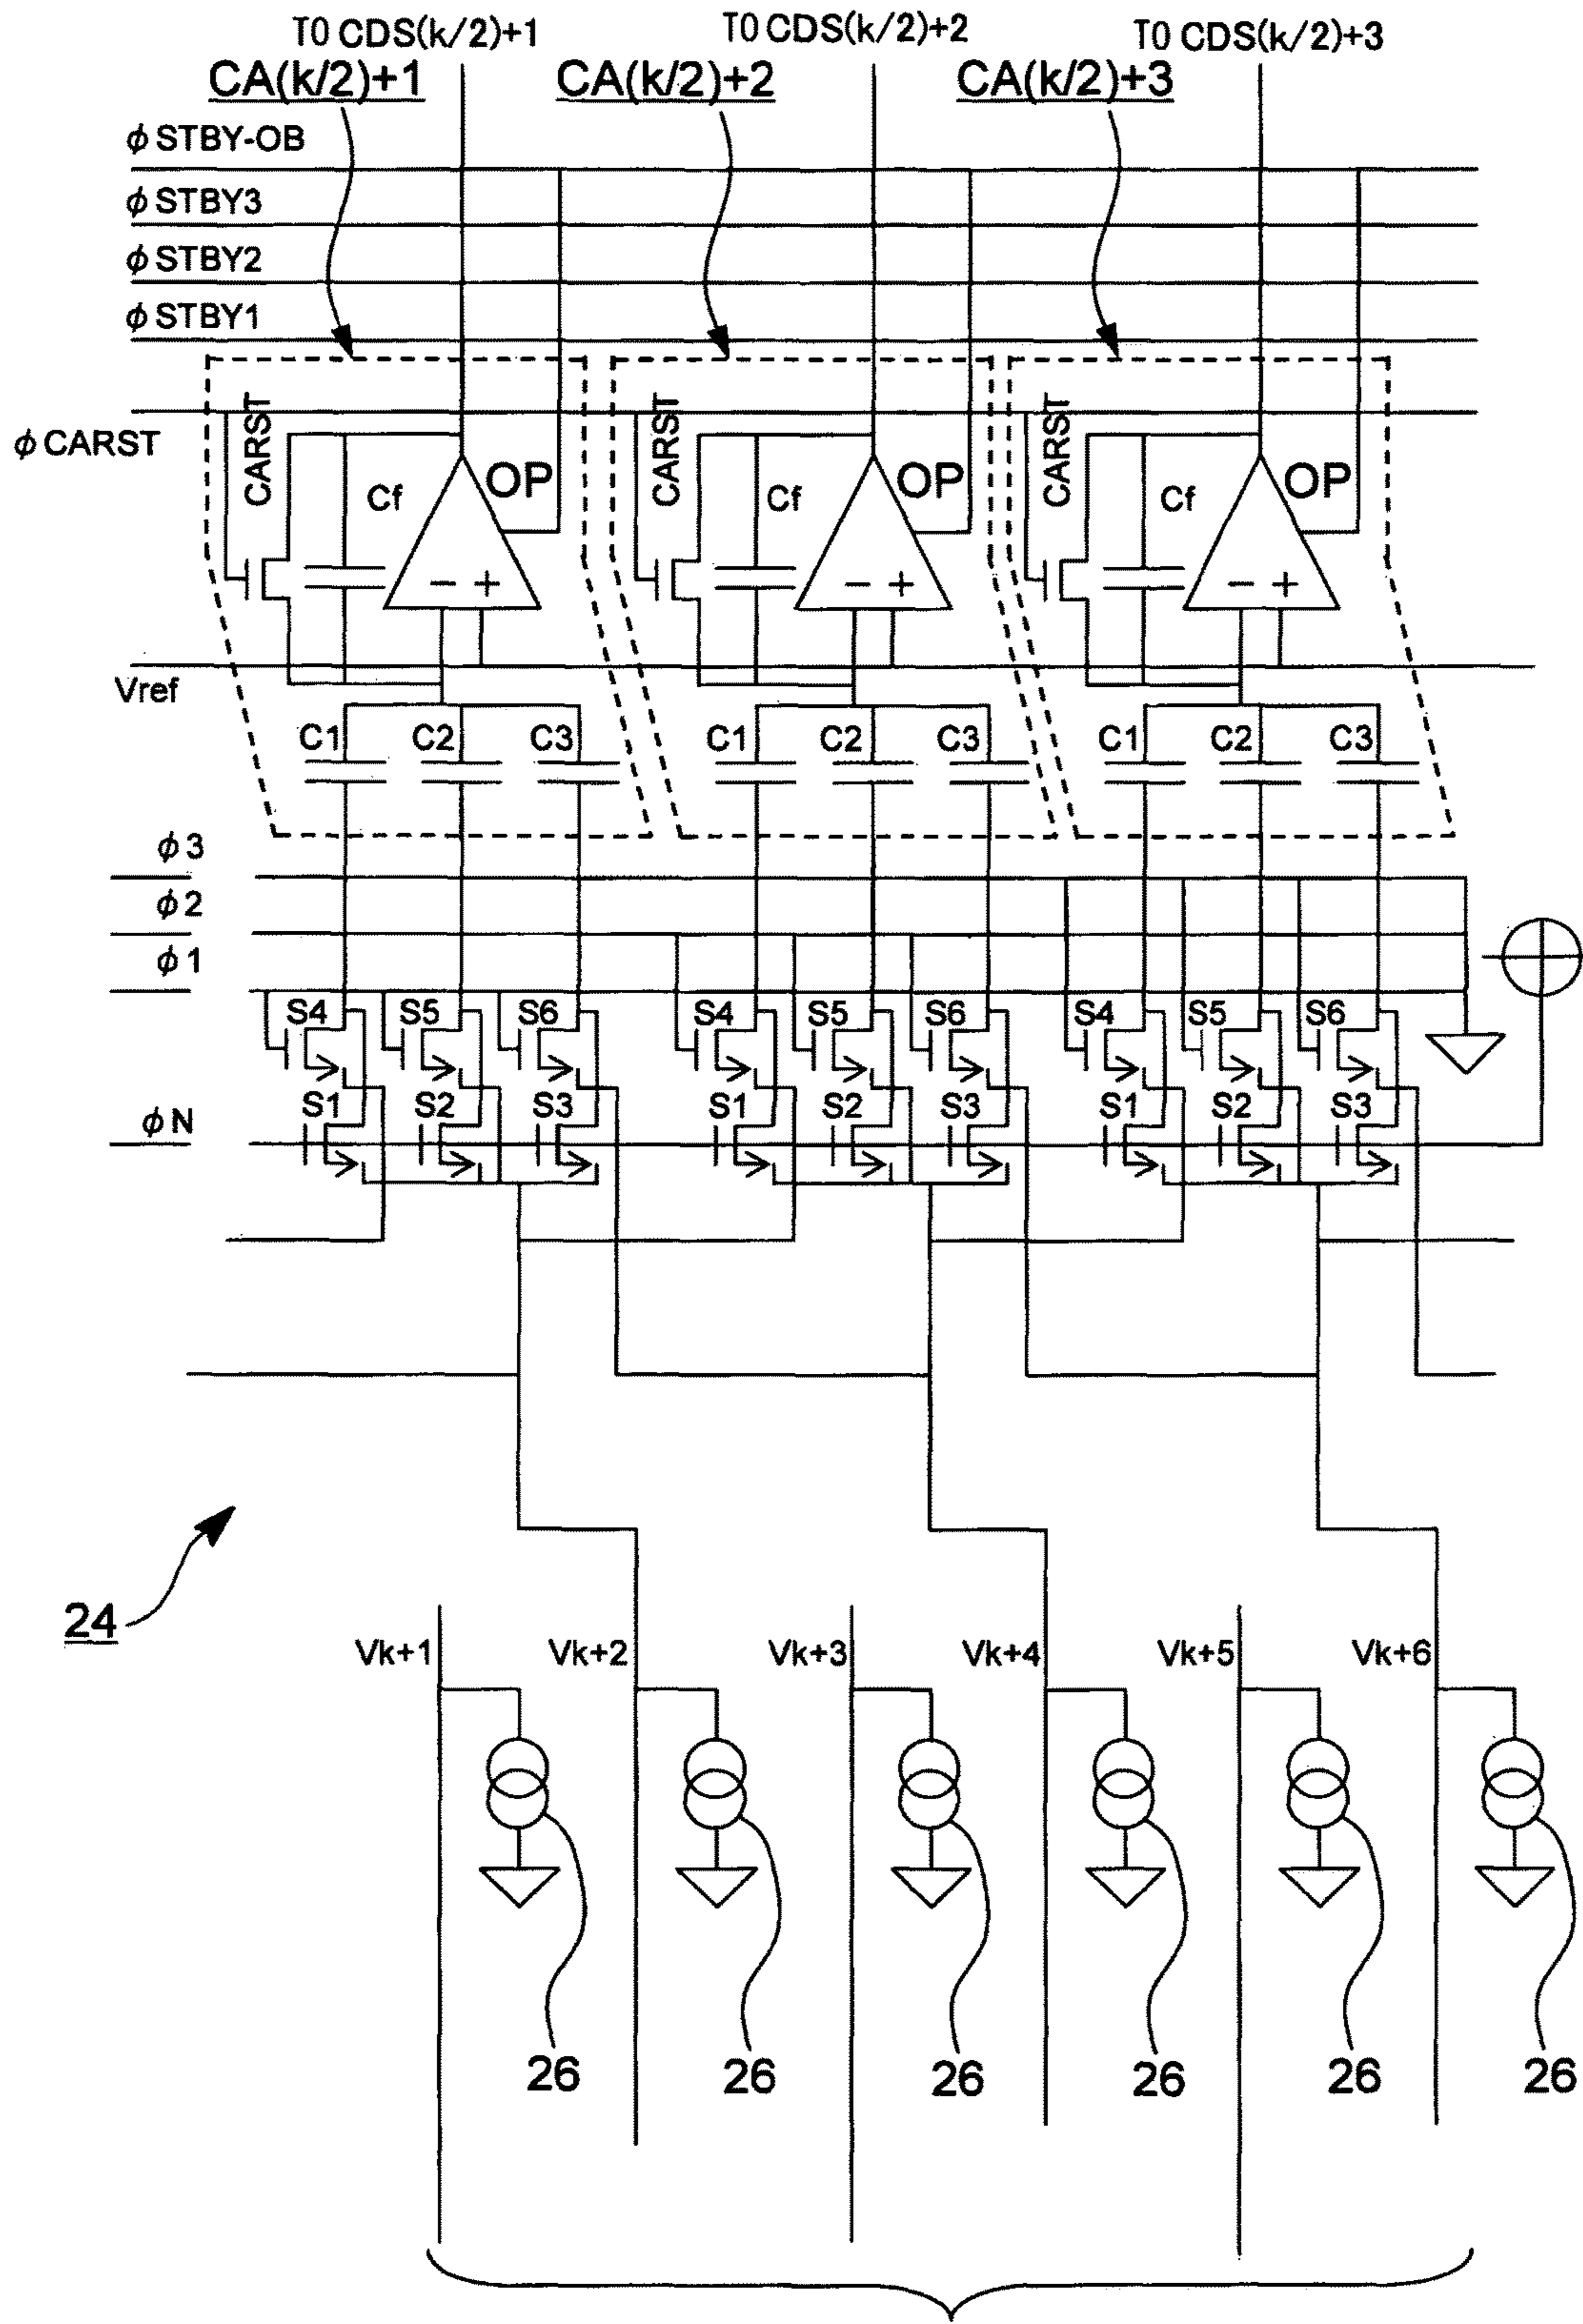 TO CDS(k/2)+1 TO CDS(k/2)+2 TO CDS(k/2)+3
CA(k/2)+1 CA(k/2)+2 CA(k/2)+3
φSTBY-OB
φSTBY3
φSTBY2
φSTBY1
φCARST
CARST Cf OP CARST Cf OP CARST Cf OP
− + − + − +
Vref
C1 C2 C3 C1 C2 C3 C1 C2 C3
φ3
φ2
φ1
S4 S5 S6 S4 S5 S6 S4 S5 S6
φN S1 S2 S3 S1 S2 S3 S1 S2 S3
24
Vk+1 Vk+2 Vk+3 Vk+4 Vk+5 Vk+6
26 26 26 26 26 26